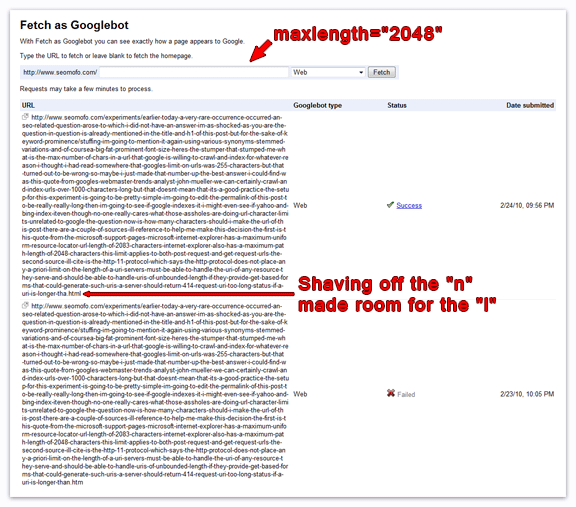 Fetch as Googlebot
With Fetch as Googlebot you can see exactly how a page appears to Google.
maxlength="2048"
Type the URL to fetch or leave blank to fetch the homepage.
http://www.seomofo.com/ Web Fetch
Requests may take a few minutes to process.
URL Googlebot type Status Date submitted
http://www.seomofo.com/experiments/earlier-today-a-very-rare-occurrence-occurred-an-
seo-related-question-arose-to-which-i-did-not-have-an-answer-im-as-shocked-as-you-are-the-
question-in-question-is-already-mentioned-in-the-title-and-h1-of-this-post-but-for-the-sake-of-k
eyword-prominence/stuffing-im-going-to-mention-it-again-using-various-synonyms-stemmed-
variations-and-of-coursea-big-fat-prominent-font-size-heres-the-stumper-that-stumped-me-wh
at-is-the-max-number-of-chars-in-a-url-that-google-is-willing-to-crawl-and-index-for-whatever-re
ason-i-thought-i-had-read-somewhere-that-googles-limit-on-urls-was-255-characters-but-that
-turned-out-to-be-wrong-so-maybe-i-just-made-that-number-up-the-best-answer-i-could-find-w
as-this-quote-from-googles-webmaster-trends-analyst-john-mueller-we-can-certainly-crawl-an
d-index-urls-over-1000-characters-long-but-that-doesnt-mean-that-its-a-good-practice-the-setu
p-for-this-experiment-is-going-to-be-pretty-simple-im-going-to-edit-the-permalink-of-this-post-t
o-be-really-really-long-then-im-going-to-see-if-google-indexes-it-i-might-even-see-if-yahoo-and-
bing-index-iteven-though-no-one-really-cares-what-those-assholes-are-doing-url-character-limi
ts-unrelated-to-google-the-question-now-is-how-many-characters-should-i-make-the-url-of-th
is-post-there-are-a-couple-of-sources-ill-reference-to-help-me-make-this-decision-the-first-is-t
his-quote-from-the-microsoft-support-pages-microsoft-internet-explorer-has-a-maximum-unifo
rm-resource-locator-url-length-of-2083-characters-internet-explorer-also-has-a-maximum-pat
h-length-of-2048-characters-this-limit-applies-to-both-post-request-and-get-request-urls-the-
second-source-ill-cite-is-the-http-11-protocol-which-says-the-http-protocol-does-not-place-an
y-a-priori-limit-on-the-length-of-a-uri-servers-must-be-able-to-handle-the-uri-of-any-resource-t
hey-serve-and-should-be-able-to-handle-uris-of-unbounded-length-if-they-provide-get-based-fo
rms-that-could-generate-such-uris-a-server-should-return-414-request-uri-too-long-status-if-a-
uri-is-longer-tha.html
Web Success 2/24/10, 09:56 PM
Shaving off the "n"
made room for the "l"
http://www.seomofo.com/experiments/earlier-today-a-very-rare-occurrence-occurred-an-
seo-related-question-arose-to-which-i-did-not-have-an-answer-im-as-shocked-as-you-are-the-
question-in-question-is-already-mentioned-in-the-title-and-h1-of-this-post-but-for-the-sake-of-k
eyword-prominence/stuffing-im-going-to-mention-it-again-using-various-synonyms-stemmed-
variations-and-of-coursea-big-fat-prominent-font-size-heres-the-stumper-that-stumped-me-wh
at-is-the-max-number-of-chars-in-a-url-that-google-is-willing-to-crawl-and-index-for-whatever-re
ason-i-thought-i-had-read-somewhere-that-googles-limit-on-urls-was-255-characters-but-that
-turned-out-to-be-wrong-so-maybe-i-just-made-that-number-up-the-best-answer-i-could-find-w
as-this-quote-from-googles-webmaster-trends-analyst-john-mueller-we-can-certainly-crawl-an
d-index-urls-over-1000-characters-long-but-that-doesnt-mean-that-its-a-good-practice-the-setu
p-for-this-experiment-is-going-to-be-pretty-simple-im-going-to-edit-the-permalink-of-this-post-t
o-be-really-really-long-then-im-going-to-see-if-google-indexes-it-i-might-even-see-if-yahoo-and-
bing-index-iteven-though-no-one-really-cares-what-those-assholes-are-doing-url-character-limi
ts-unrelated-to-google-the-question-now-is-how-many-characters-should-i-make-the-url-of-th
is-post-there-are-a-couple-of-sources-ill-reference-to-help-me-make-this-decision-the-first-is-t
his-quote-from-the-microsoft-support-pages-microsoft-internet-explorer-has-a-maximum-unifo
rm-resource-locator-url-length-of-2083-characters-internet-explorer-also-has-a-maximum-pat
h-length-of-2048-characters-this-limit-applies-to-both-post-request-and-get-request-urls-the-
second-source-ill-cite-is-the-http-11-protocol-which-says-the-http-protocol-does-not-place-an
y-a-priori-limit-on-the-length-of-a-uri-servers-must-be-able-to-handle-the-uri-of-any-resource-t
hey-serve-and-should-be-able-to-handle-uris-of-unbounded-length-if-they-provide-get-based-fo
rms-that-could-generate-such-uris-a-server-should-return-414-request-uri-too-long-status-if-a-
uri-is-longer-than.htm
Web Failed 2/23/10, 10:05 PM